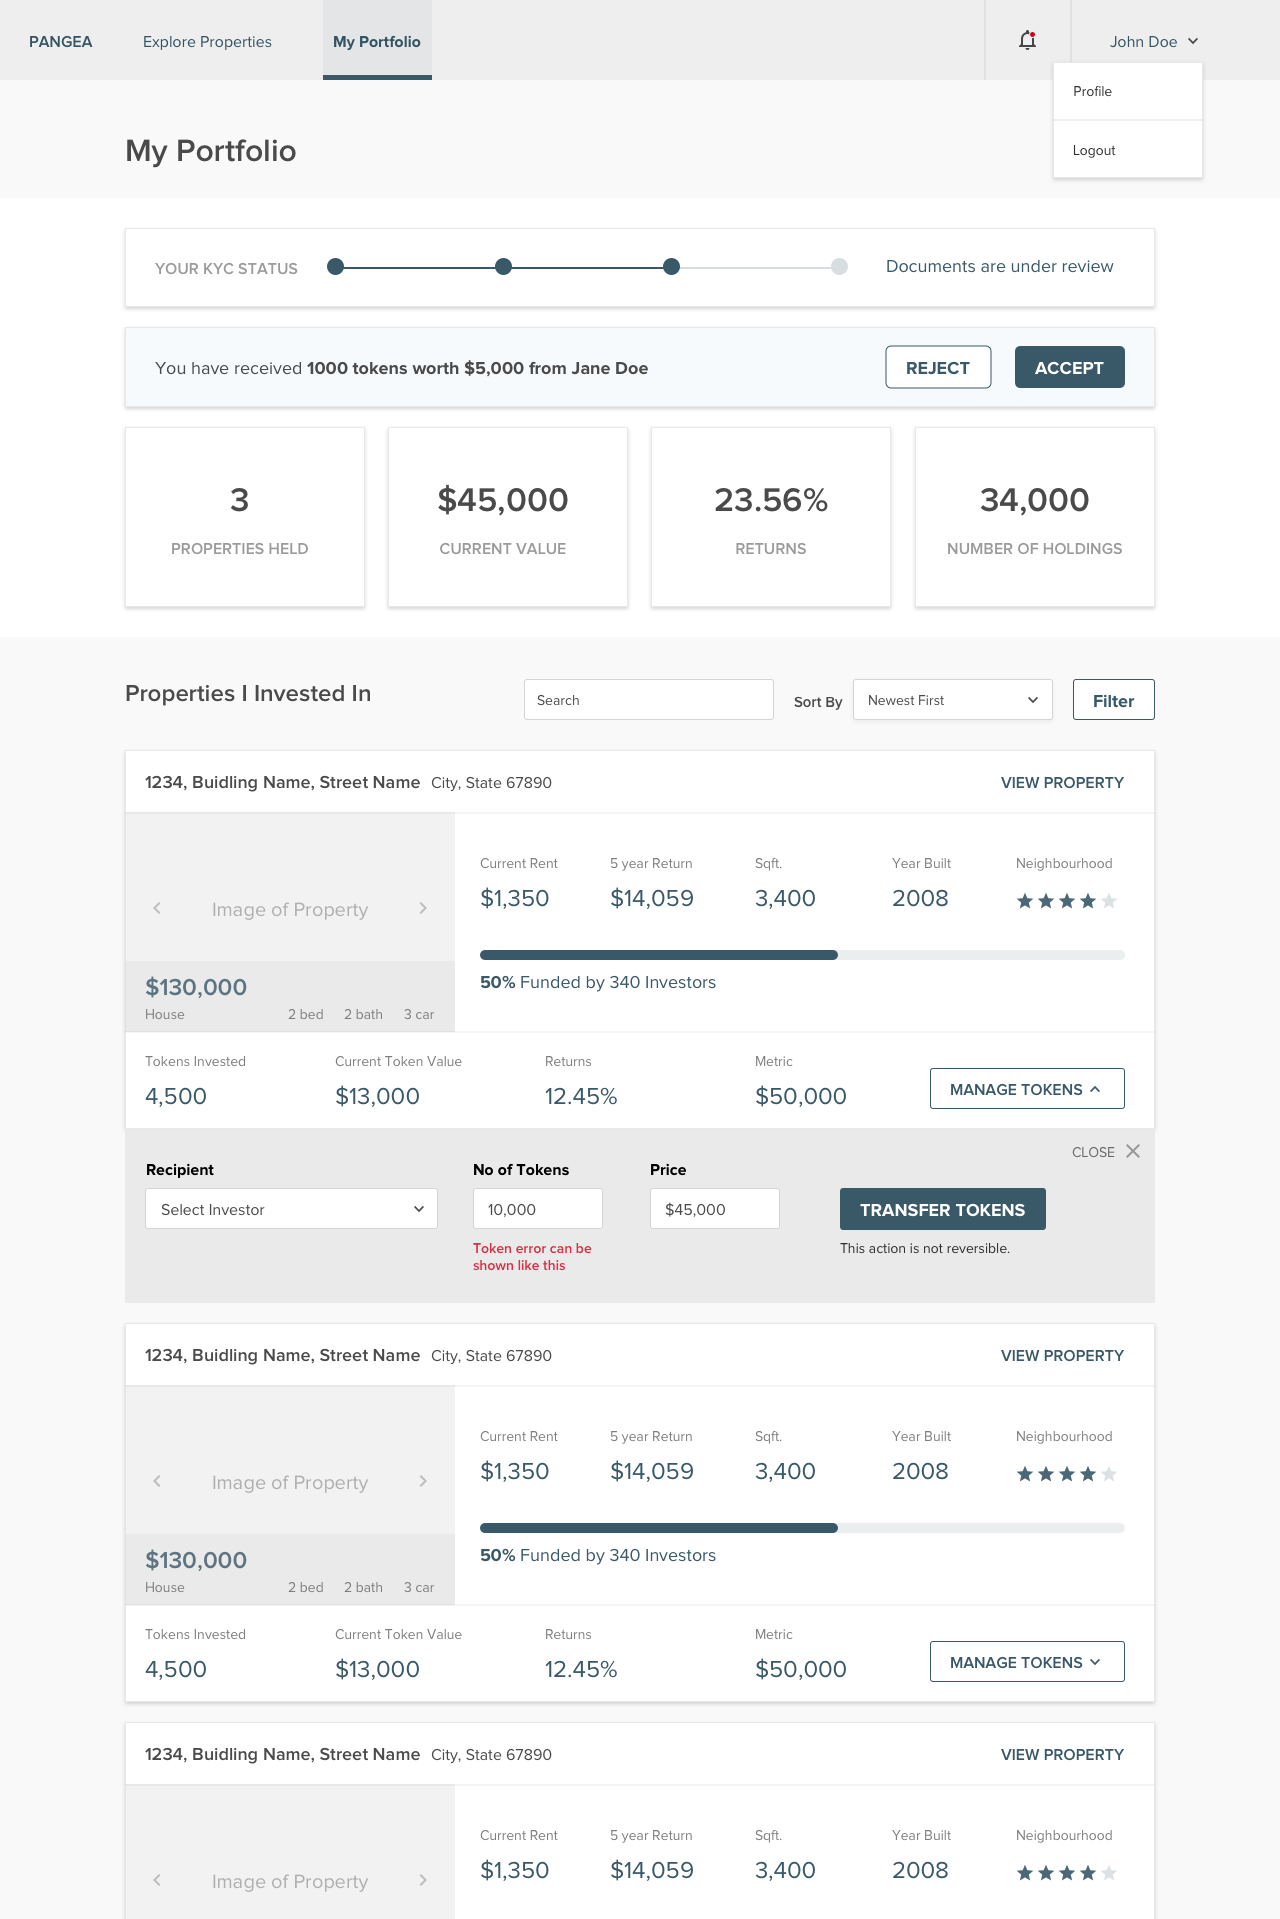 PANGEA Explore Properties My Portfolio John Doe
Profile
Logout
My Portfolio
YOUR KYC STATUS Documents are under review
You have received 1000 tokens worth $5,000 from Jane Doe REJECT ACCEPT
3 $45,000 23.56% 34,000
PROPERTIES HELD CURRENT VALUE RETURNS NUMBER OF HOLDINGS
Properties I Invested In Search Sort By Newest First Filter
1234, Buidling Name, Street Name City, State 67890 VIEW PROPERTY
Current Rent 5 year Return Sqft. Year Built Neighbourhood
$1,350 $14,059 3,400 2008
Image of Property
50% Funded by 340 Investors
$130,000
House 2 bed 2 bath 3 car
Tokens Invested Current Token Value Returns Metric
4,500 $13,000 12.45% $50,000 MANAGE TOKENS
CLOSE
Recipient No of Tokens Price
Select Investor 10,000 $45,000 TRANSFER TOKENS
Token error can be
shown like this
This action is not reversible.
1234, Buidling Name, Street Name City, State 67890 VIEW PROPERTY
Current Rent 5 year Return Sqft. Year Built Neighbourhood
$1,350 $14,059 3,400 2008
Image of Property
50% Funded by 340 Investors
$130,000
House 2 bed 2 bath 3 car
Tokens Invested Current Token Value Returns Metric
4,500 $13,000 12.45% $50,000 MANAGE TOKENS
1234, Buidling Name, Street Name City, State 67890 VIEW PROPERTY
Current Rent 5 year Return Sqft. Year Built Neighbourhood
$1,350 $14,059 3,400 2008
Image of Property